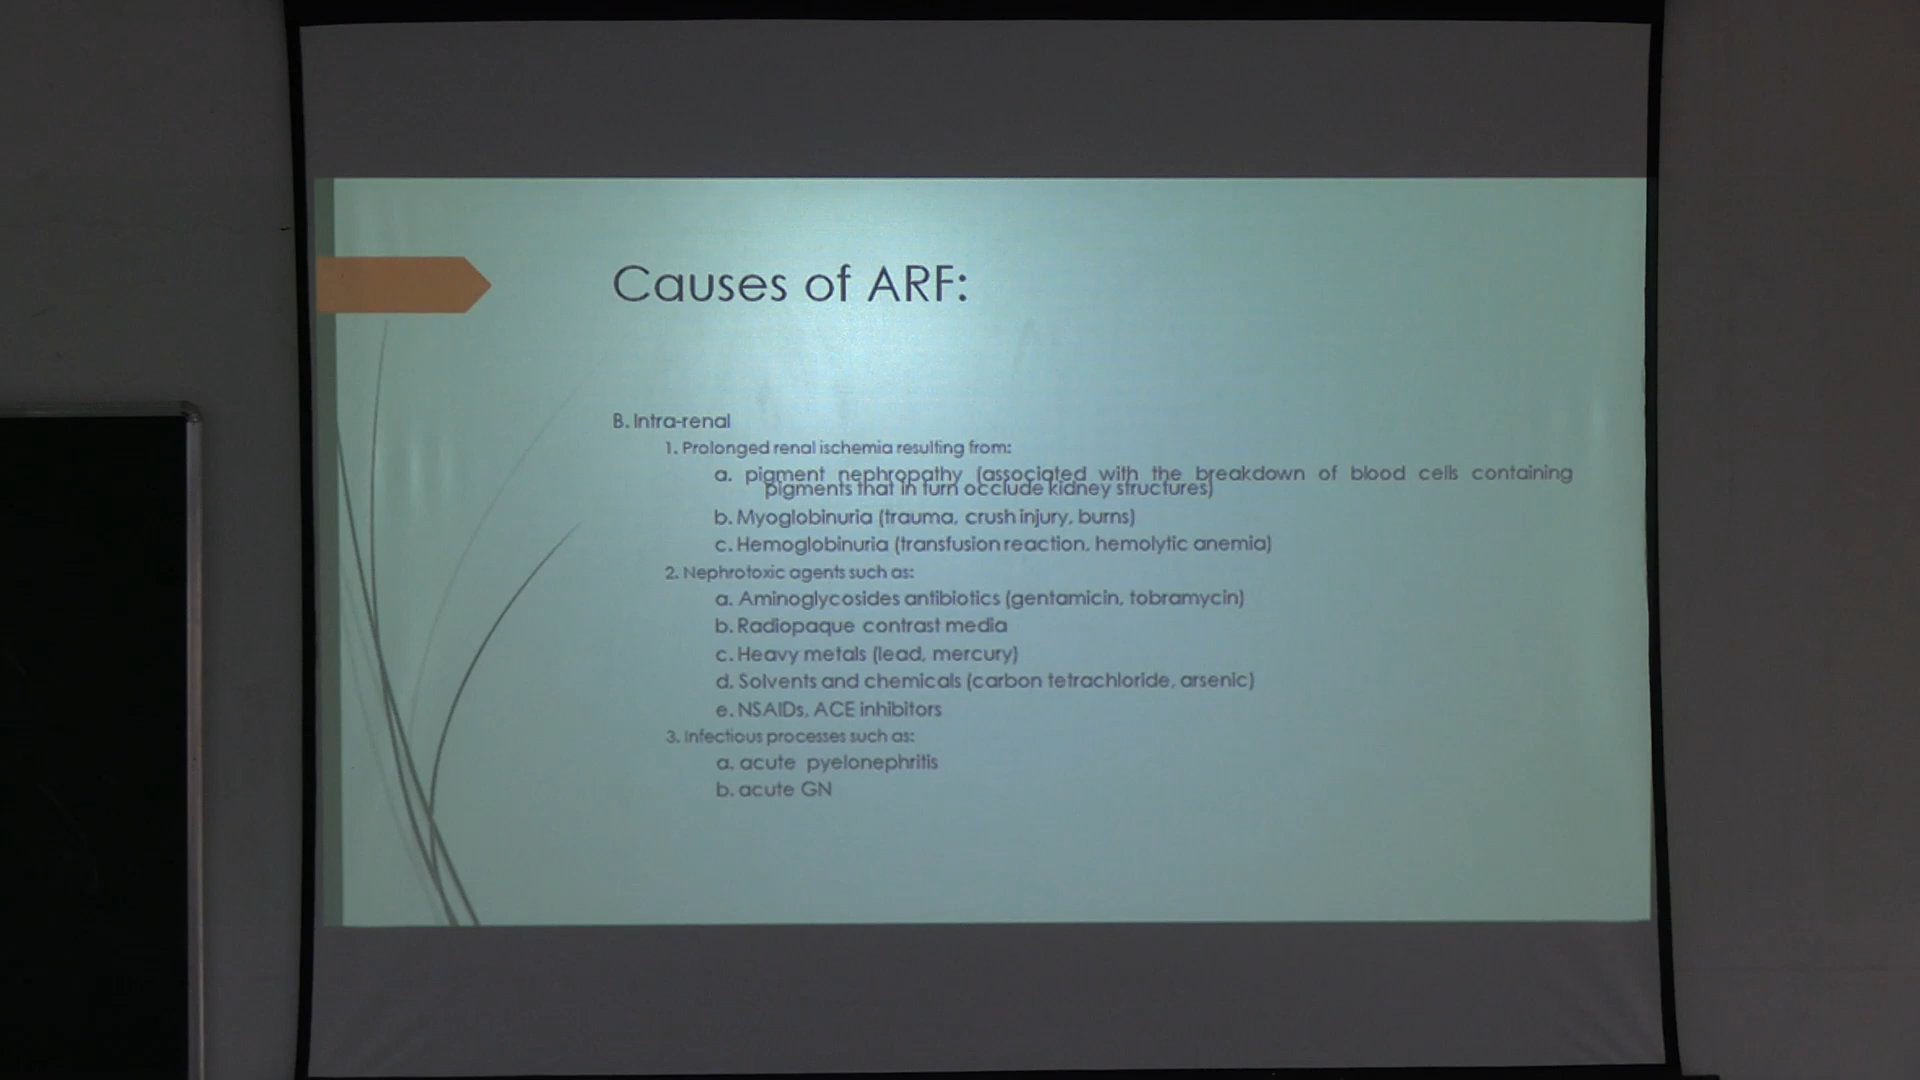 Causes of ARF:
B. Intra-renal
1. Prolonged renal ischemia resulting from:
a. pigment nephropathy (associated with the breakdown of blood cells containing
pigments that in turn occlude kidney structures)
b. Myoglobinuria (trauma, crush injury, burns)
c. Hemoglobinuria (transfusion reaction, hemolytic anemia)
2. Nephrotoxic agents such as:
a. Aminoglycosides antibiotics (gentamicin, tobramycin)
b. Radiopaque contrast media
c. Heavy metals (lead, mercury)
d. Solvents and chemicals (carbon tetrachloride, arsenic)
e. NSAIDs, ACE inhibitors
3. Infectious processes such as:
a. acute pyelonephritis
b. acute GN